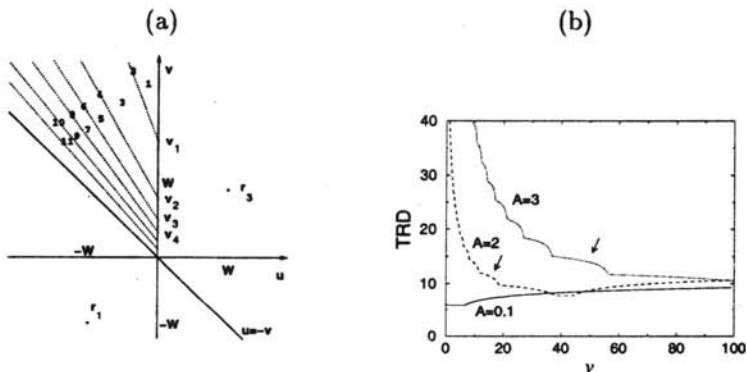 (a)
(b)
v
2
1
4
3
6
5
8
7
10
9
11
v₁
W
v₂
v₃
v₄
r₃
-W
W
u
r₁
-W
u=-v
40
30
20
10
0
TRD
A=3
A=2
A=0.1
0
20
40
60
80
100
ν